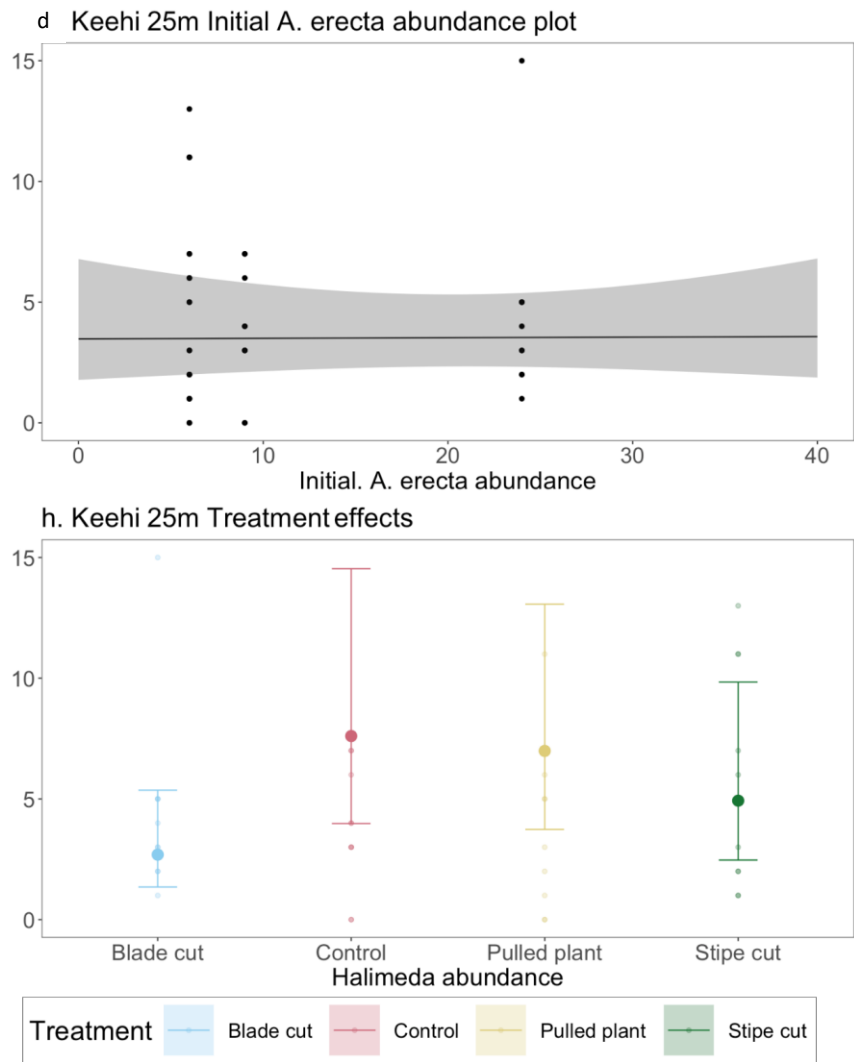 d Keehi 25m Initial A. erecta abundance plot
15
10
5
0
0 10 20 30 40
Initial. A. erecta abundance
h. Keehi 25m Treatment effects
15
10
5
0
Blade cut Control Pulled plant Stipe cut
Halimeda abundance
Treatment Blade cut Control Pulled plant Stipe cut